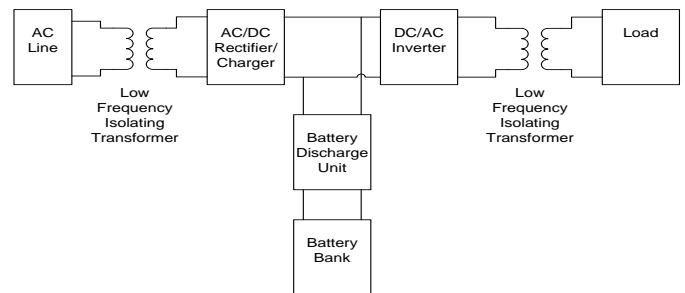 AC
Line
Low
Frequency
Isolating
Transformer
AC/DC
Rectifier/
Charger
DC/AC
Inverter
Low
Frequency
Isolating
Transformer
Load
Battery
Discharge
Unit
Battery
Bank